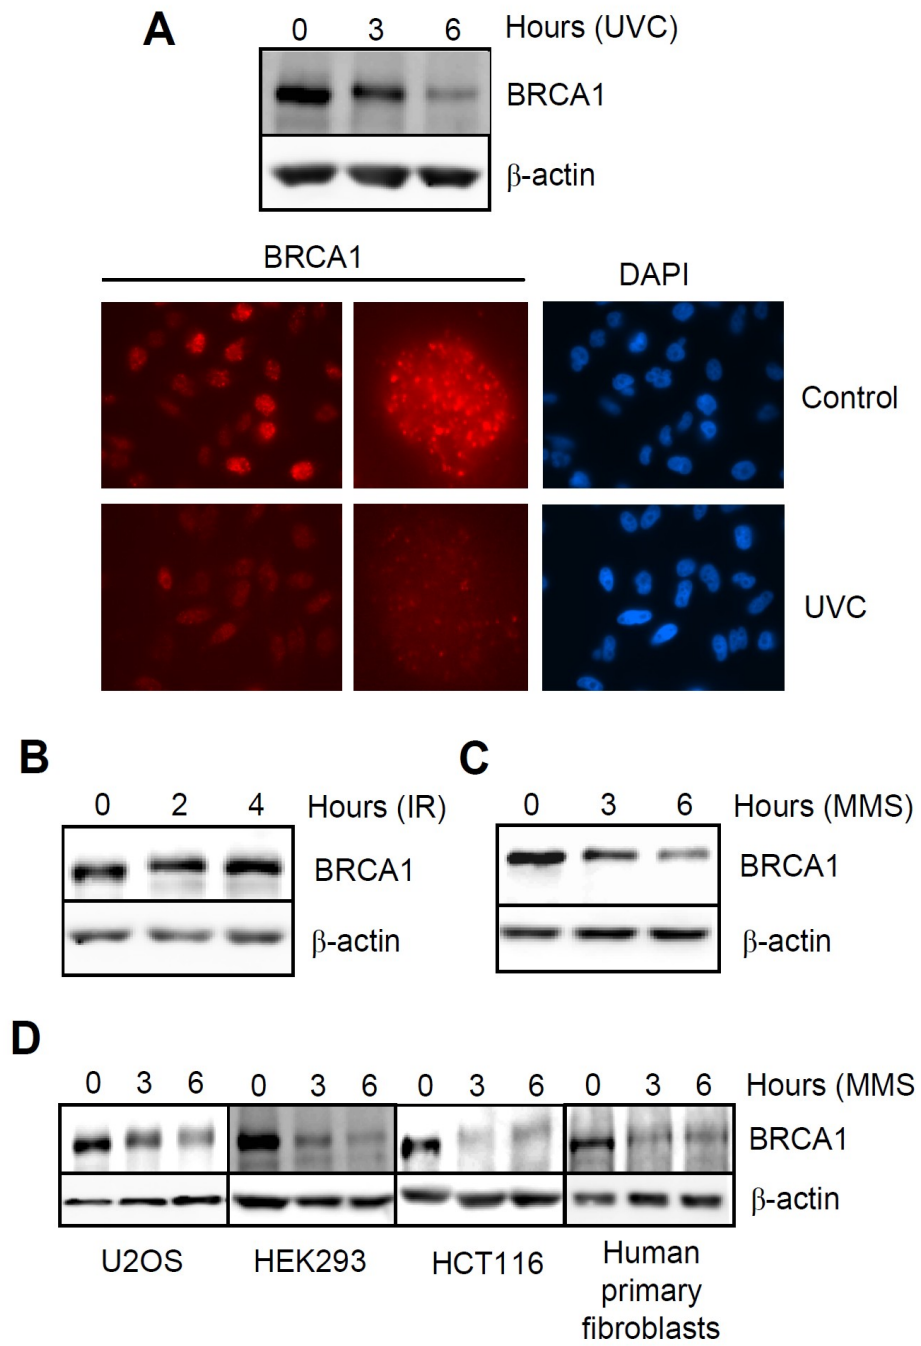 A
0 3 6 Hours (UVC)
BRCA1
β-actin
BRCA1
DAPI
Control
UVC
B
0 2 4 Hours (IR)
BRCA1
β-actin
C
0 3 6 Hours (MMS)
BRCA1
β-actin
D
0 3 6 0 3 6 0 3 6 0 3 6 Hours (MMS
BRCA1
β-actin
U2OS
HEK293
HCT116
Human
primary
fibroblasts